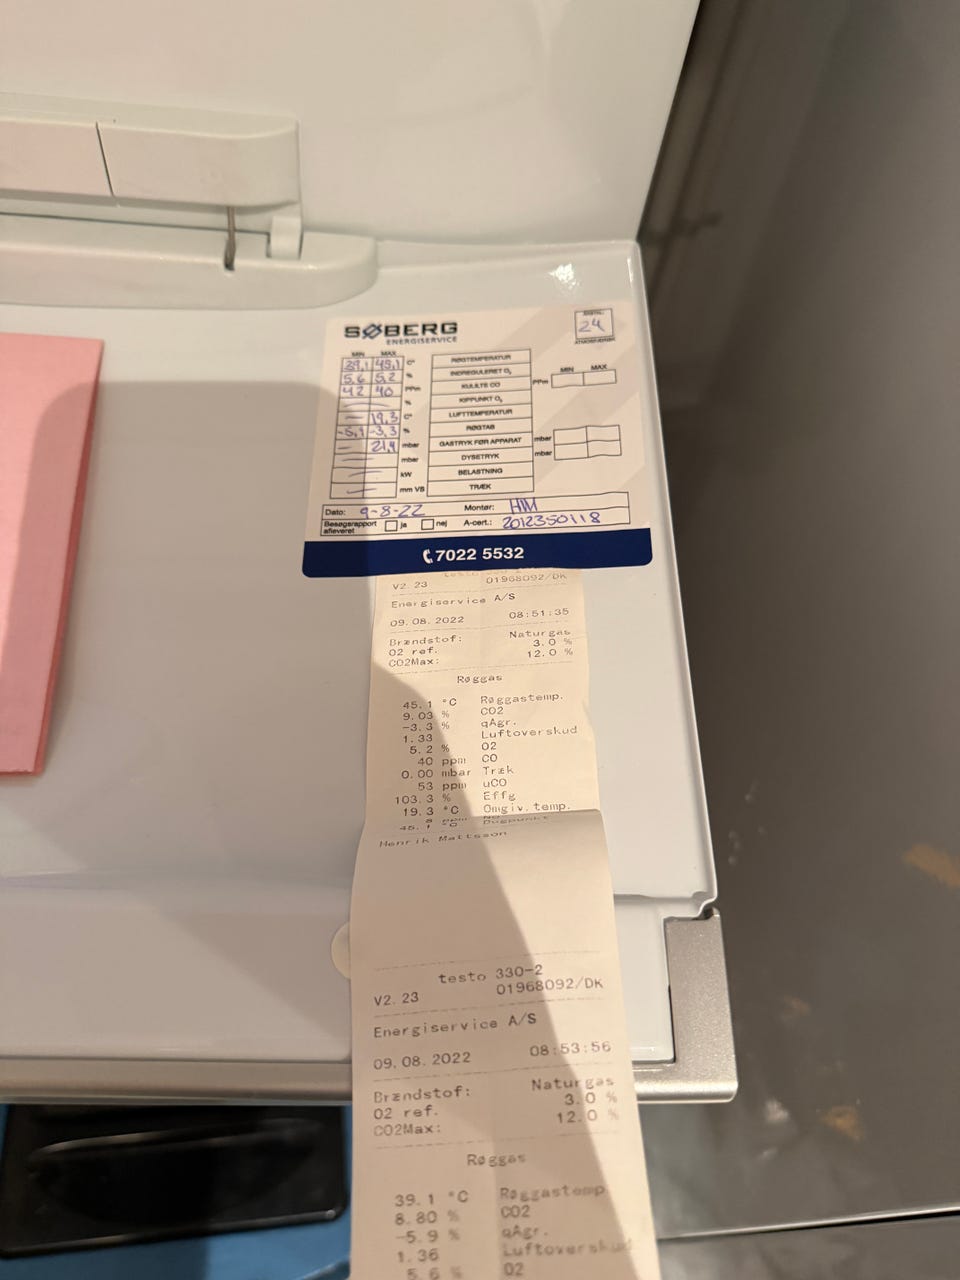 SØBERG
ENERGISERVICE
24
MIN MAX
39,1 45,1 C° RØGTEMPERATUR
5,6 5,2 % INDREGULERET O₂
42 40 PPm KULILTE CO PPm MIN MAX
% KIPPUNKT O₂
— 19,3 C° LUFTTEMPERATUR
-5,9 -3,3 % RØGTAB
— 21,4 mbar GASTRYK FØR APPARAT mbar
mbar DYSETRYK mbar
kW BELASTNING
mm VS TRÆK
Dato: 9-8-22 Montør: HM
Besøgsrapport afleveret ja nej A-cert.: 2012350118
7022 5532
V2.23 01968092/DK
Energiservice A/S
09.08.2022 08:51:35
Brændstof: Naturgas
O2 ref. 3.0 %
CO2Max: 12.0 %
Røggas
45.1 °C Røggastemp.
9.03 % CO2
-3.3 % qAgr.
1.33 Luftoverskud
5.2 % O2
40 ppm CO
0.00 mbar Træk
53 ppm uCO
103.3 % Effg
19.3 °C Omgiv.temp.
45.1 °C Dugpunkt
Henrik Mattsson
testo 330-2
V2.23 01968092/DK
Energiservice A/S
09.08.2022 08:53:56
Brændstof: Naturgas
O2 ref. 3.0 %
CO2Max: 12.0 %
Røggas
39.1 °C Røggastemp
8.80 % CO2
-5.9 % qAgr.
1.36 Luftoverskud
5.6 % O2